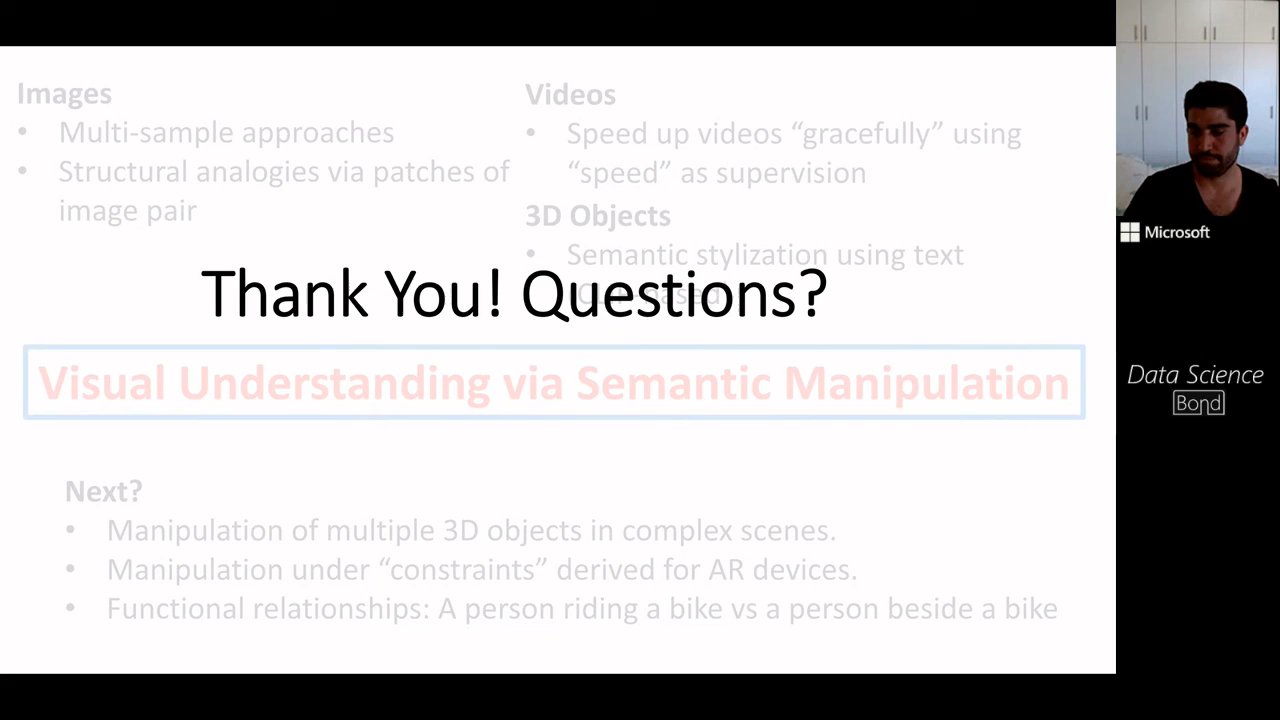 Images
• Multi-sample approaches
• Structural analogies via patches of
image pair
Videos
• Speed up videos “gracefully” using
“speed” as supervision
3D Objects
• Semantic stylization using text
Thank You! Questions?
Visual Understanding via Semantic Manipulation
Next?
• Manipulation of multiple 3D objects in complex scenes.
• Manipulation under “constraints” derived for AR devices.
• Functional relationships: A person riding a bike vs a person beside a bike
Microsoft
Data Science
Bond